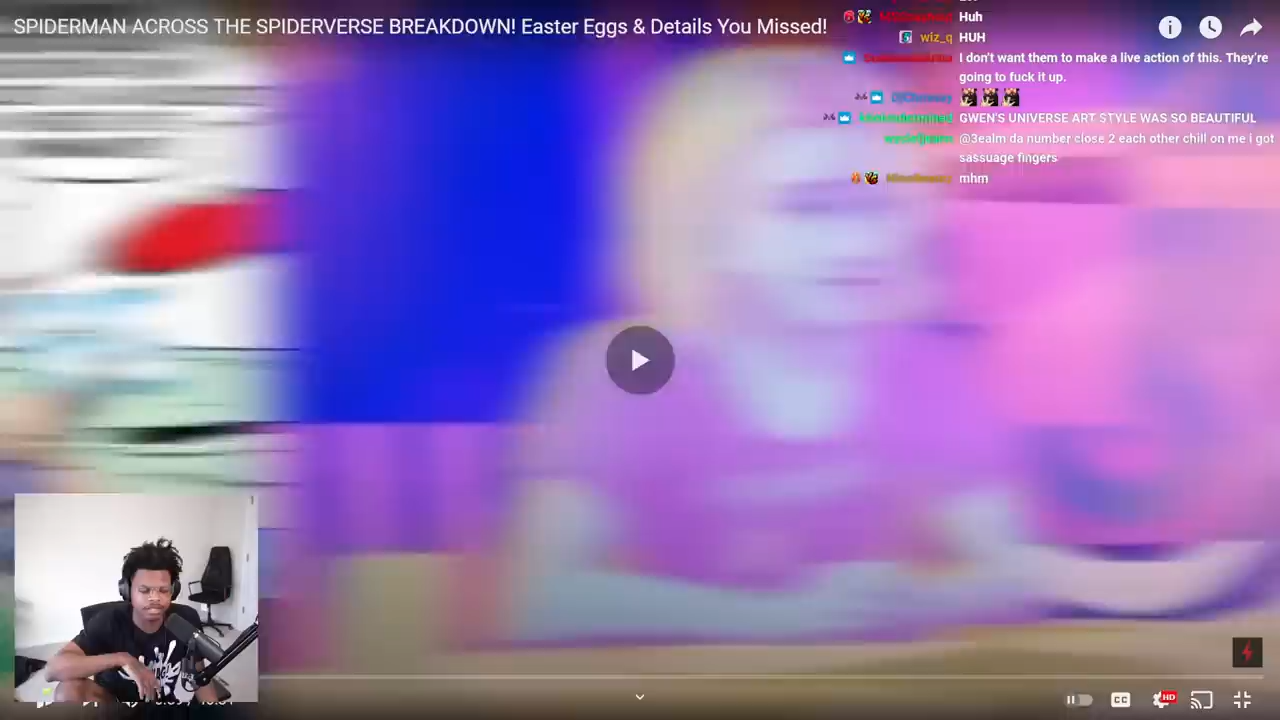 SPIDERMAN ACROSS THE SPIDERVERSE BREAKDOWN! Easter Eggs & Details You Missed!
Huh
wiz_q HUH
I don't want them to make a live action of this. They're
going to fuck it up.
GWEN'S UNIVERSE ART STYLE WAS SO BEAUTIFUL
@3ealm da number close 2 each other chill on me i got
sassuage fingers
mhm
CC
HD